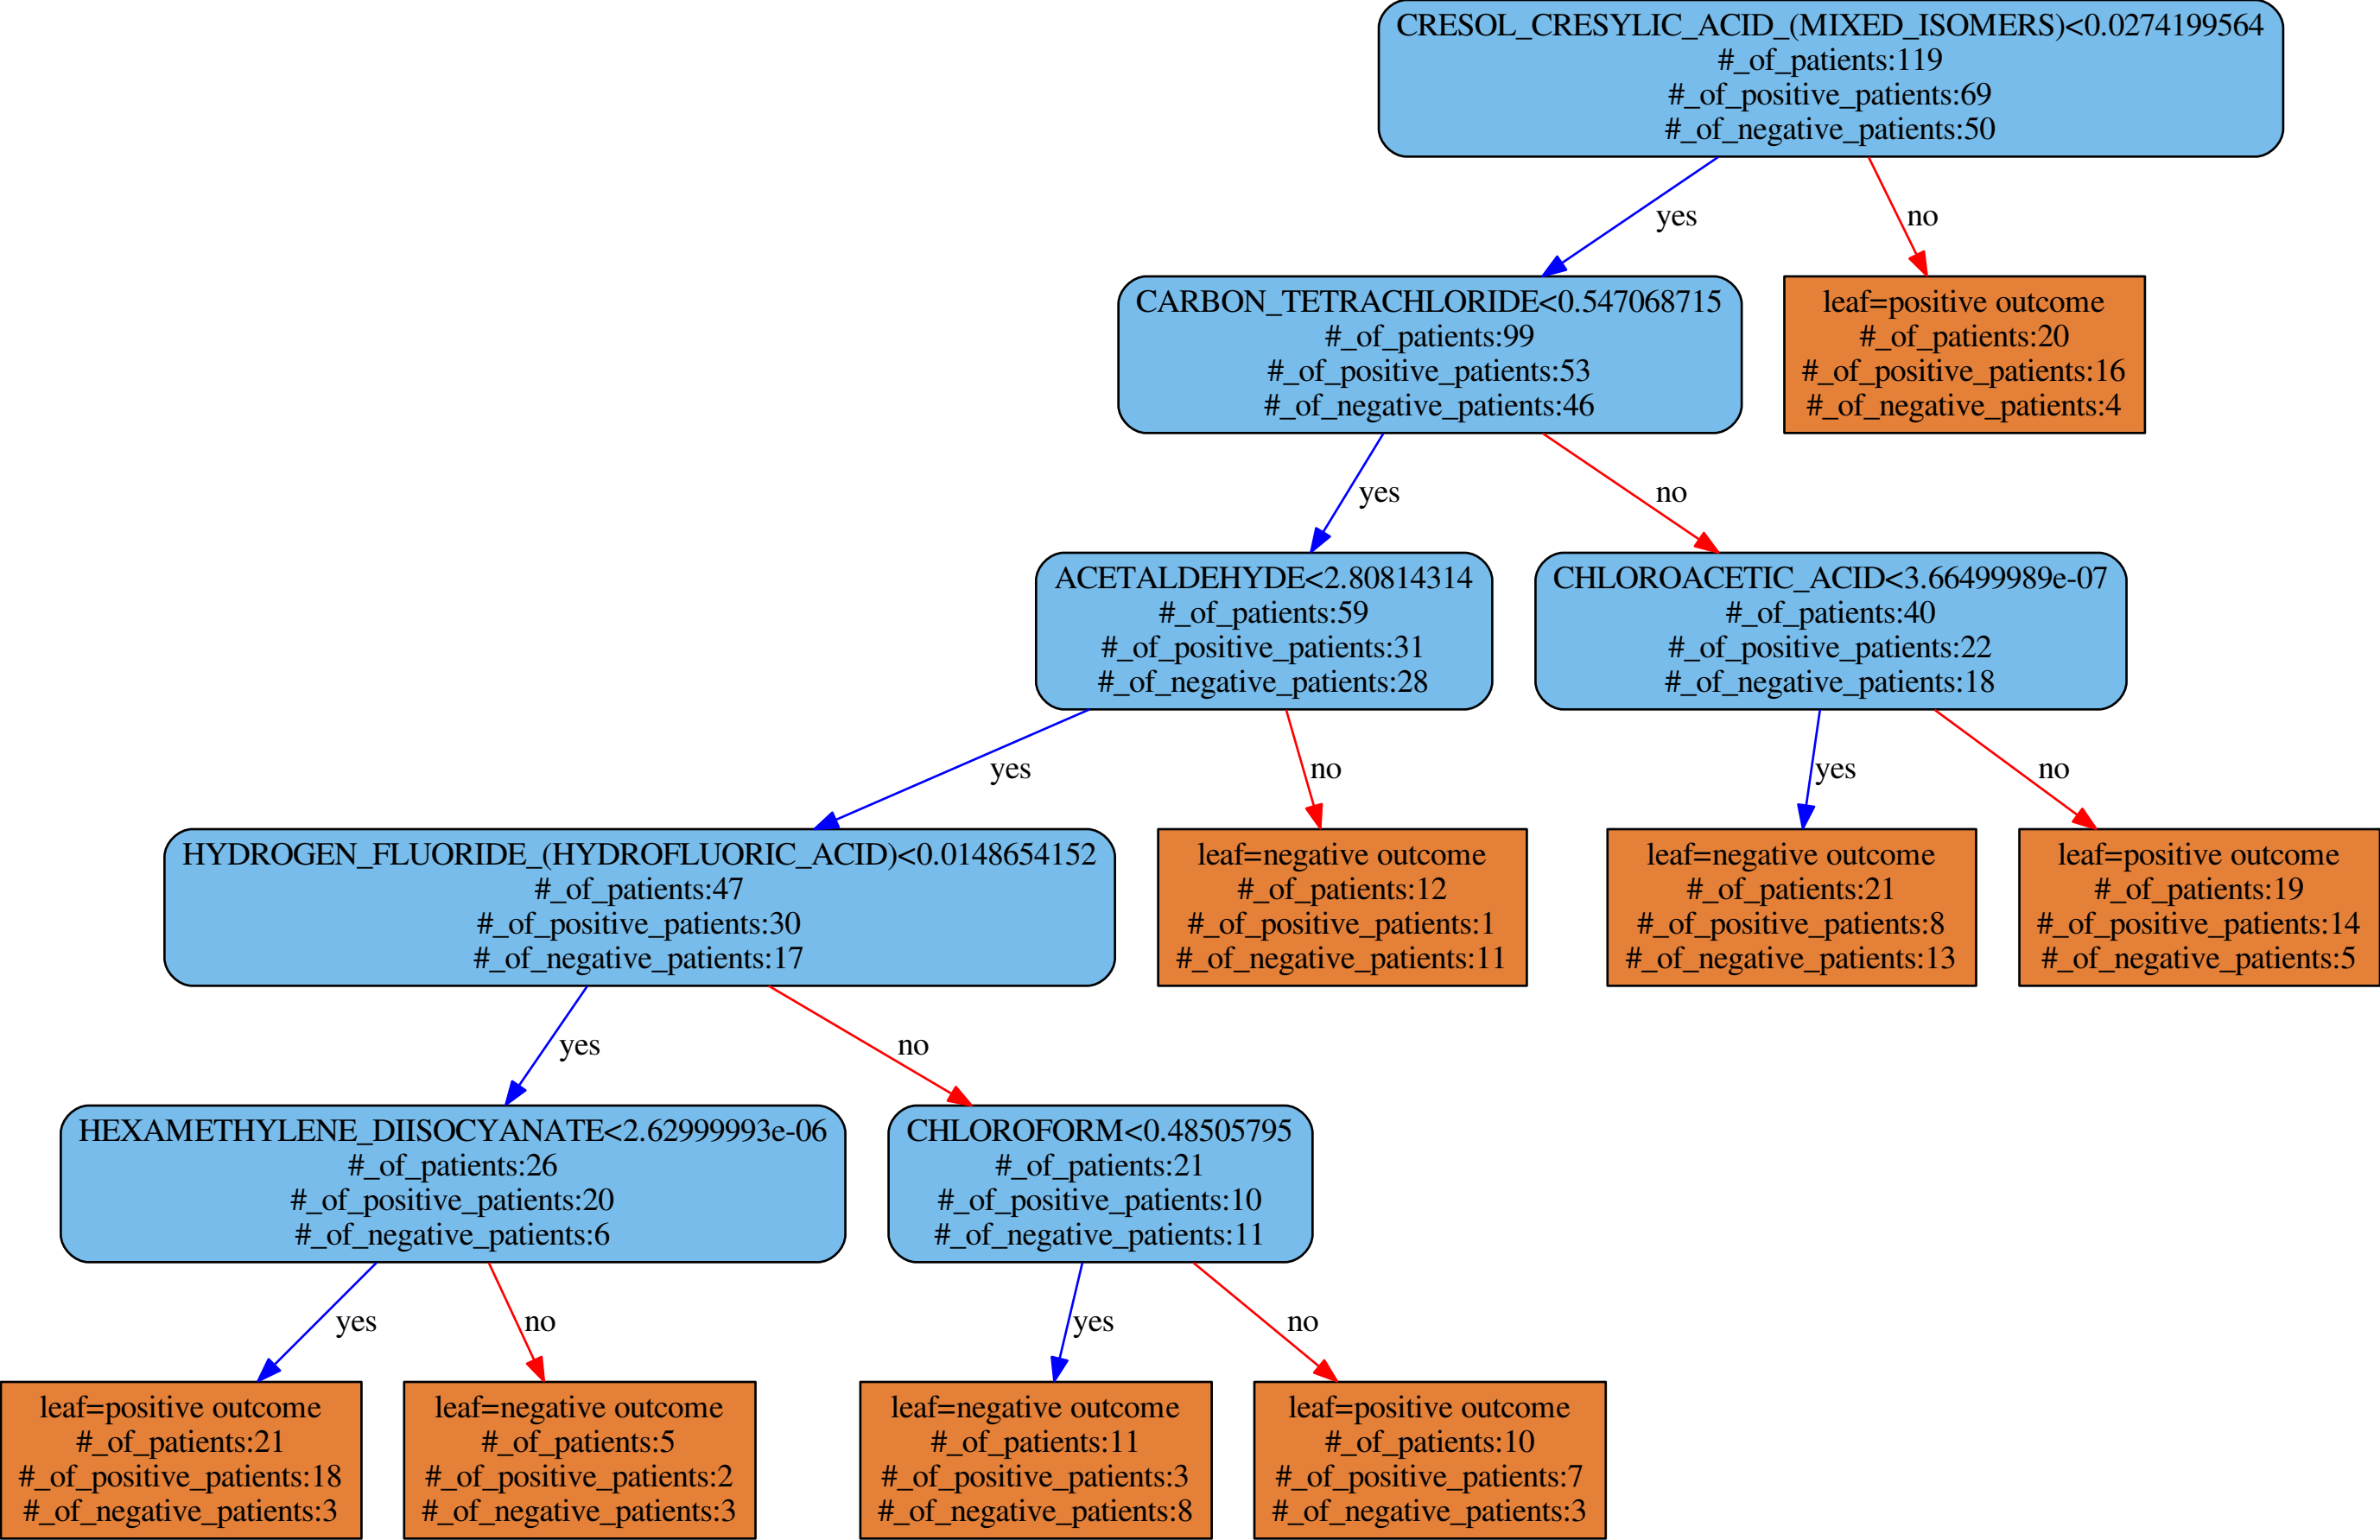 CRESOL_CRESYLIC_ACID_(MIXED_ISOMERS)<0.0274199564
#_of_patients:119
#_of_positive_patients:69
#_of_negative_patients:50
yes
no
CARBON_TETRACHLORIDE<0.547068715
#_of_patients:99
#_of_positive_patients:53
#_of_negative_patients:46
leaf=positive outcome
#_of_patients:20
#_of_positive_patients:16
#_of_negative_patients:4
yes
no
ACETALDEHYDE<2.80814314
#_of_patients:59
#_of_positive_patients:31
#_of_negative_patients:28
CHLOROACETIC_ACID<3.66499989e-07
#_of_patients:40
#_of_positive_patients:22
#_of_negative_patients:18
yes
no
yes
no
HYDROGEN_FLUORIDE_(HYDROFLUORIC_ACID)<0.0148654152
#_of_patients:47
#_of_positive_patients:30
#_of_negative_patients:17
leaf=negative outcome
#_of_patients:12
#_of_positive_patients:1
#_of_negative_patients:11
leaf=negative outcome
#_of_patients:21
#_of_positive_patients:8
#_of_negative_patients:13
leaf=positive outcome
#_of_patients:19
#_of_positive_patients:14
#_of_negative_patients:5
yes
no
HEXAMETHYLENE_DIISOCYANATE<2.62999993e-06
#_of_patients:26
#_of_positive_patients:20
#_of_negative_patients:6
CHLOROFORM<0.48505795
#_of_patients:21
#_of_positive_patients:10
#_of_negative_patients:11
yes
no
yes
no
leaf=positive outcome
#_of_patients:21
#_of_positive_patients:18
#_of_negative_patients:3
leaf=negative outcome
#_of_patients:5
#_of_positive_patients:2
#_of_negative_patients:3
leaf=negative outcome
#_of_patients:11
#_of_positive_patients:3
#_of_negative_patients:8
leaf=positive outcome
#_of_patients:10
#_of_positive_patients:7
#_of_negative_patients:3